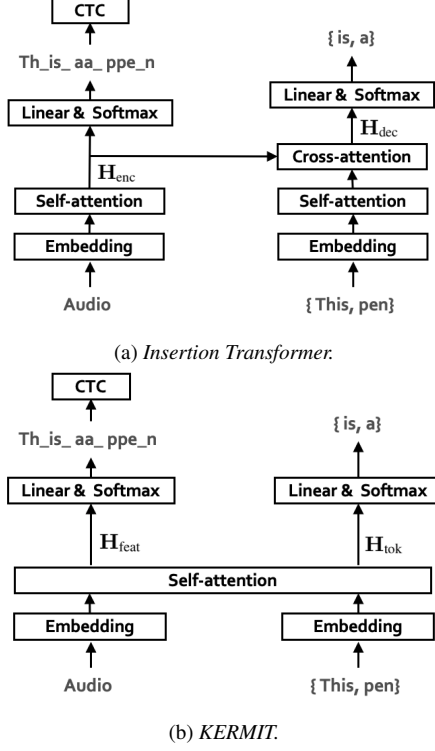 CTC
Th_is_ aa_ ppe_n
{ is, a}
Linear & Softmax
Linear & Softmax
H_dec
Cross-attention
H_enc
Self-attention
Self-attention
Embedding
Embedding
Audio
{ This, pen}
(a) Insertion Transformer.
CTC
Th_is_ aa_ ppe_n
{ is, a}
Linear & Softmax
Linear & Softmax
H_feat
H_tok
Self-attention
Embedding
Embedding
Audio
{ This, pen}
(b) KERMIT.